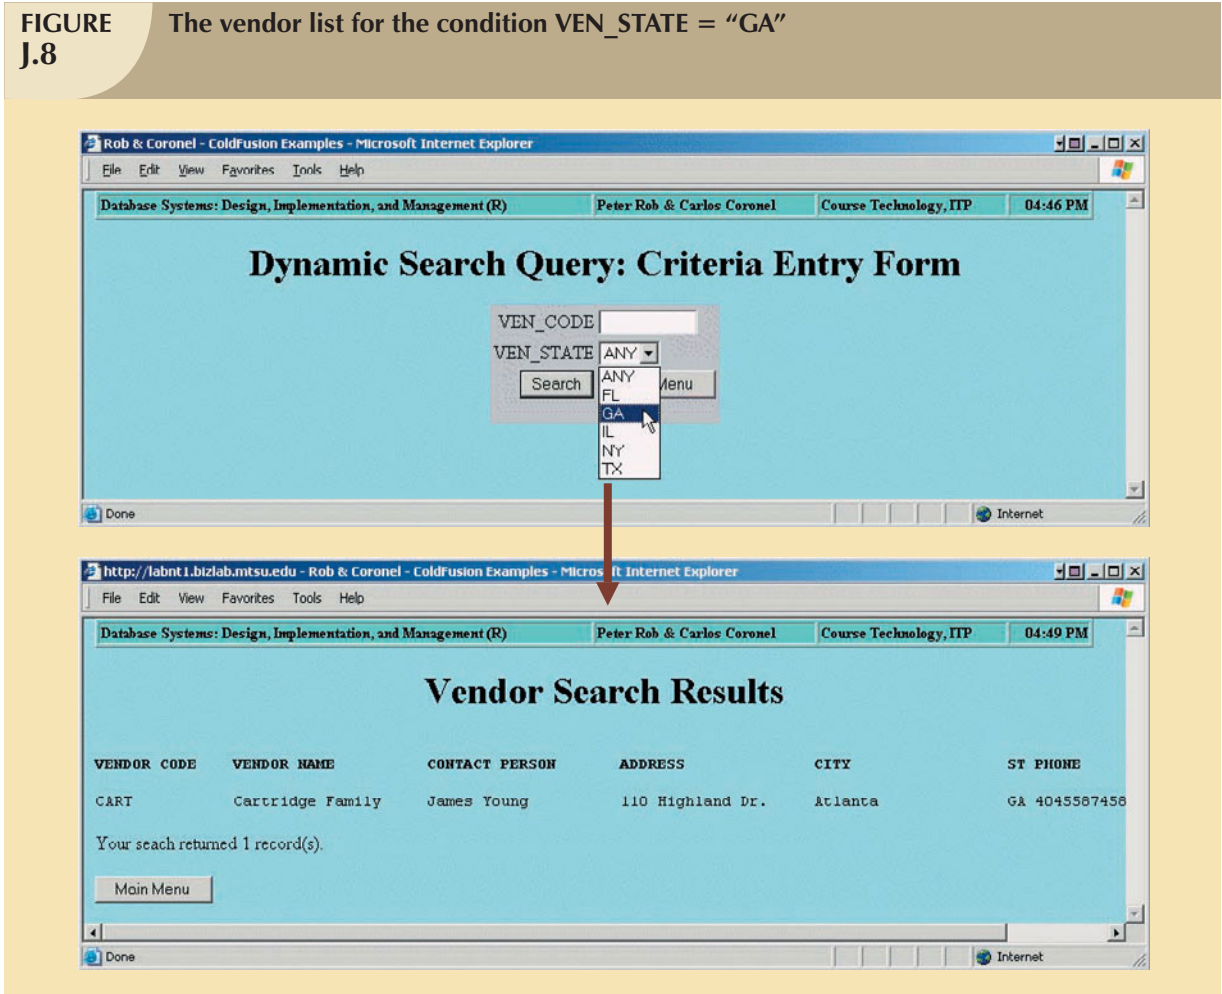 FIGURE J.8
The vendor list for the condition VEN_STATE = “GA”
Rob & Coronel - ColdFusion Examples - Microsoft Internet Explorer
File Edit View Favorites Tools Help
Database Systems: Design, Implementation, and Management (R) Peter Rob & Carlos Coronel Course Technology, ITP 04:46 PM
Dynamic Search Query: Criteria Entry Form
VEN_CODE
VEN_STATE ANY
Search Menu
ANY
FL
GA
IL
NY
TX
Done Internet
http://labnt1.bizlab.mtsu.edu - Rob & Coronel - ColdFusion Examples - Microsoft Internet Explorer
File Edit View Favorites Tools Help
Database Systems: Design, Implementation, and Management (R) Peter Rob & Carlos Coronel Course Technology, ITP 04:49 PM
Vendor Search Results
VENDOR CODE VENDOR NAME CONTACT PERSON ADDRESS CITY ST PHONE
CART Cartridge Family James Young 110 Highland Dr. Atlanta GA 4045587458
Your seach returned 1 record(s).
Main Menu
Done Internet